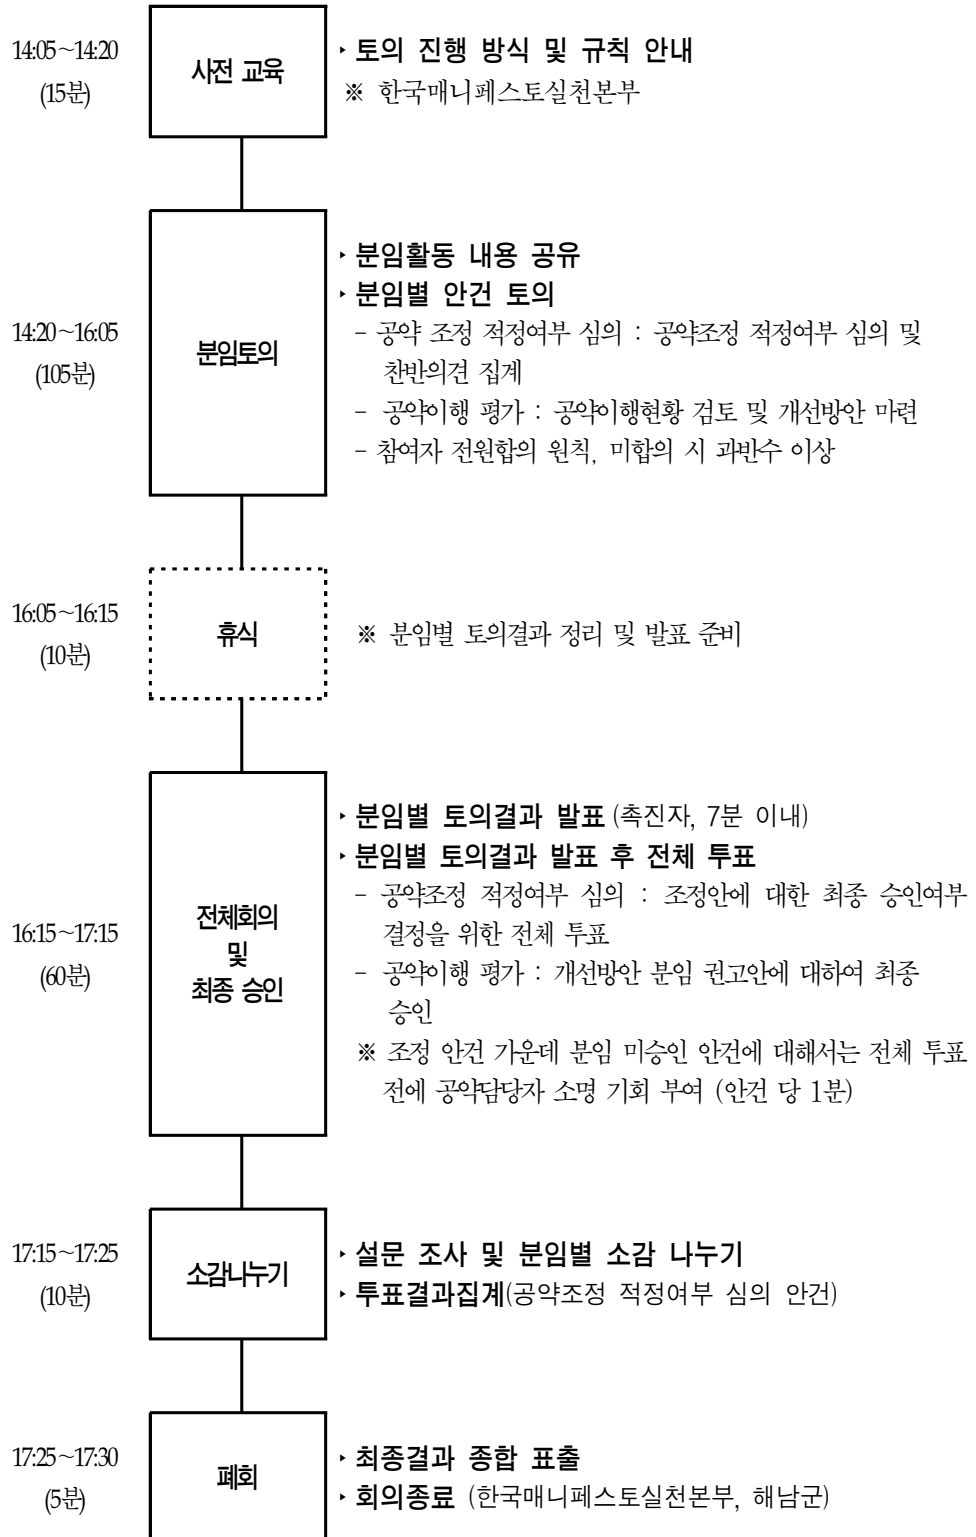 14:05~14:20
(15분)
사전 교육
‣ 토의 진행 방식 및 규칙 안내
※ 한국매니페스토실천본부
14:20~16:05
(105분)
분임토의
‣ 분임활동 내용 공유
‣ 분임별 안건 토의
- 공약 조정 적정여부 심의 : 공약조정 적정여부 심의 및
찬반의견 집계
- 공약이행 평가 : 공약이행현황 검토 및 개선방안 마련
- 참여자 전원합의 원칙, 미합의 시 과반수 이상
16:05~16:15
(10분)
휴식
※ 분임별 토의결과 정리 및 발표 준비
16:15~17:15
(60분)
전체회의
및
최종 승인
‣ 분임별 토의결과 발표 (촉진자, 7분 이내)
‣ 분임별 토의결과 발표 후 전체 투표
- 공약조정 적정여부 심의 : 조정안에 대한 최종 승인여부
결정을 위한 전체 투표
- 공약이행 평가 : 개선방안 분임 권고안에 대하여 최종
승인
※ 조정 안건 가운데 분임 미승인 안건에 대해서는 전체 투표
전에 공약담당자 소명 기회 부여 (안건 당 1분)
17:15~17:25
(10분)
소감나누기
‣ 설문 조사 및 분임별 소감 나누기
‣ 투표결과집계(공약조정 적정여부 심의 안건)
17:25~17:30
(5분)
폐회
‣ 최종결과 종합 표출
‣ 회의종료 (한국매니페스토실천본부, 해남군)